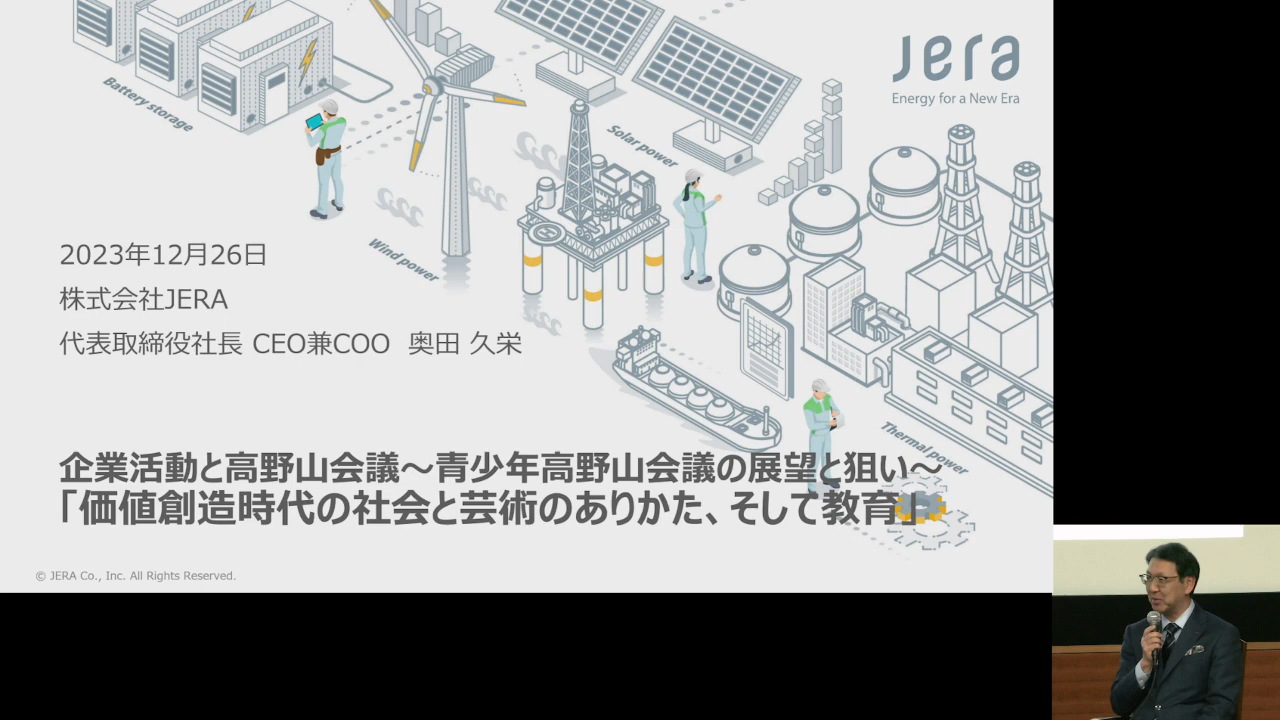 Jera
Energy for a New Era
Battery storage
Solar power
Wind power
2023年12月26日
株式会社JERA
代表取締役社長 CEO兼COO 奥田 久栄
Thermal power
企業活動と高野山会議～青少年高野山会議の展望と狙い～
「価値創造時代の社会と芸術のありかた、そして教育」
© JERA Co., Inc. All Rights Reserved.